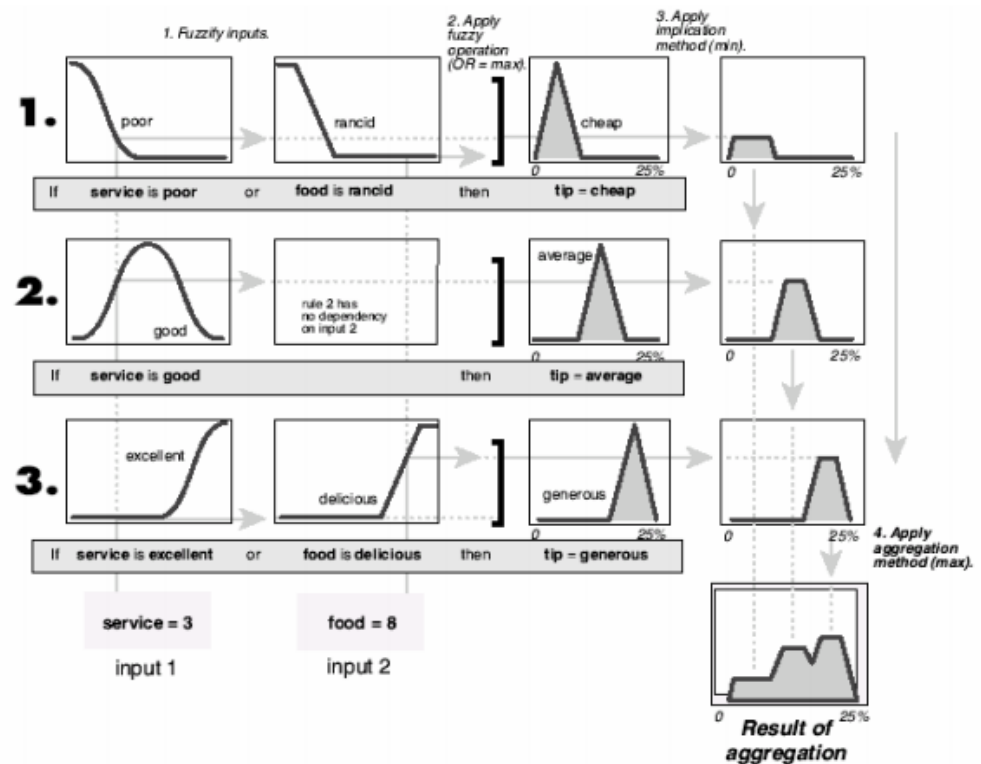 1. Fuzzify inputs.
2. Apply
fuzzy
operation
(OR = max).
3. Apply
implication
method (min).
1.
poor
rancid
cheap
0 25%
0 25%
If service is poor or food is rancid then tip = cheap
2.
good
rule 2 has
no dependency
on input 2
average
0 25%
0 25%
If service is good then tip = average
3.
excellent
delicious
generous
0 25%
0 25%
If service is excellent or food is delicious then tip = generous
4. Apply
aggregation
method (max).
service = 3
food = 8
input 1
input 2
0 25%
Result of
aggregation